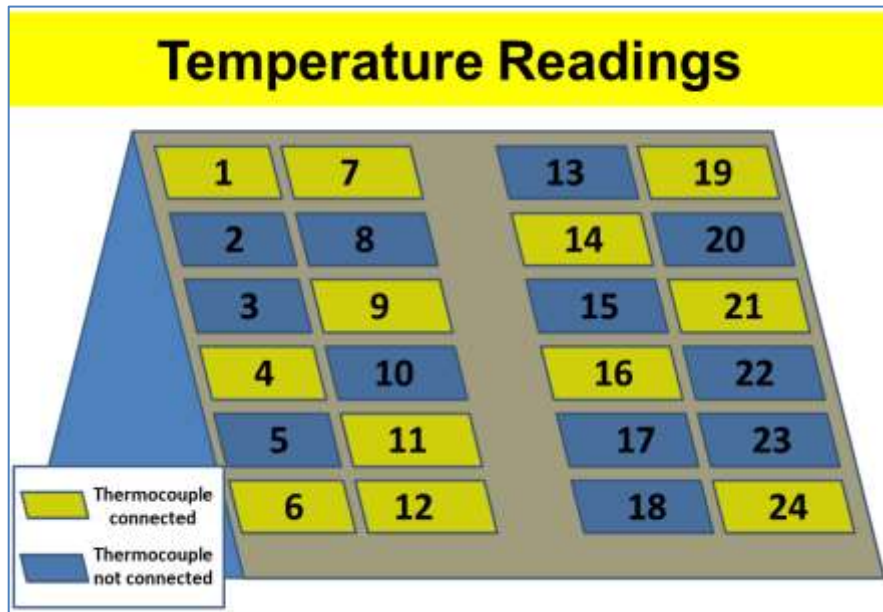 Temperature Readings
1 7 13 19
2 8 14 20
3 9 15 21
4 10 16 22
5 11 17 23
6 12 18 24
Thermocouple
connected
Thermocouple
not connected